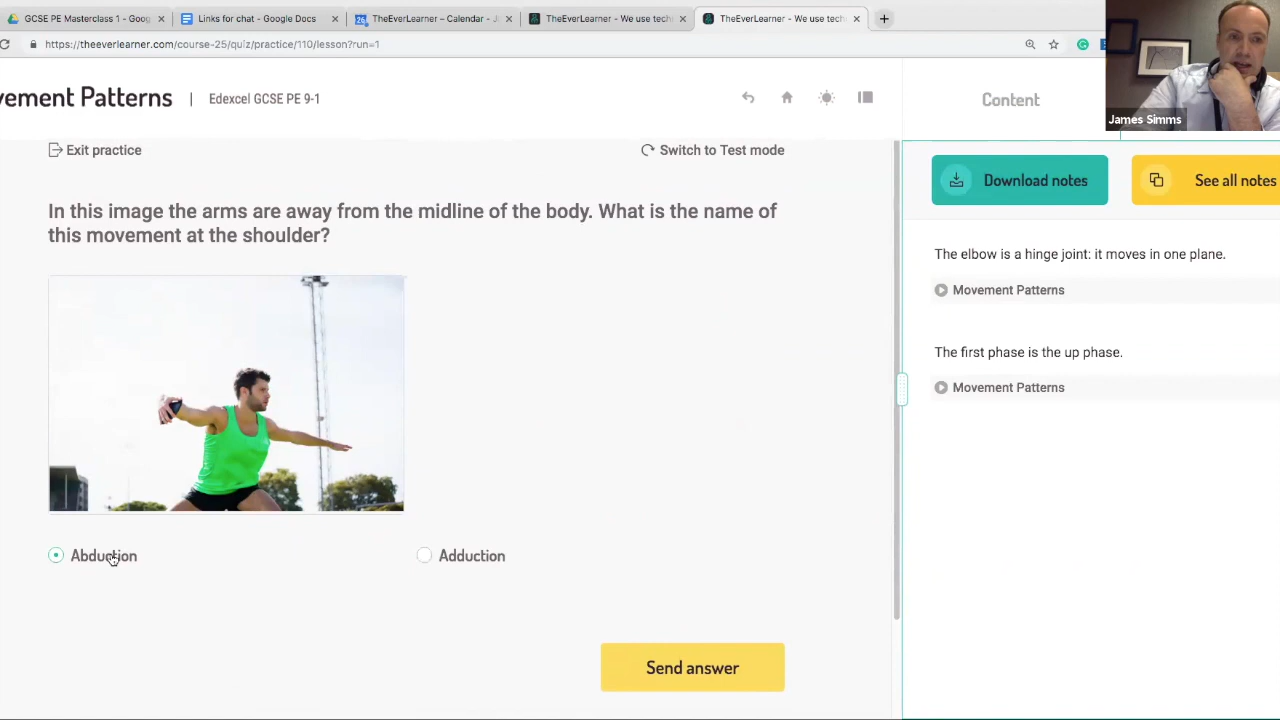 GCSE PE Masterclass 1 - Goog
Links for chat - Google Docs
26
TheEverLearner – Calendar - J
TheEverLearner - We use tech
TheEverLearner - We use tech
https://theeverlearner.com/course-25/quiz/practice/110/lesson?run=1
vement Patterns | Edexcel GCSE PE 9-1
Content
James Simms
Exit practice
Switch to Test mode
Download notes
See all notes
In this image the arms are away from the midline of the body. What is the name of
this movement at the shoulder?
The elbow is a hinge joint: it moves in one plane.
Movement Patterns
The first phase is the up phase.
Movement Patterns
Abduction
Adduction
Send answer